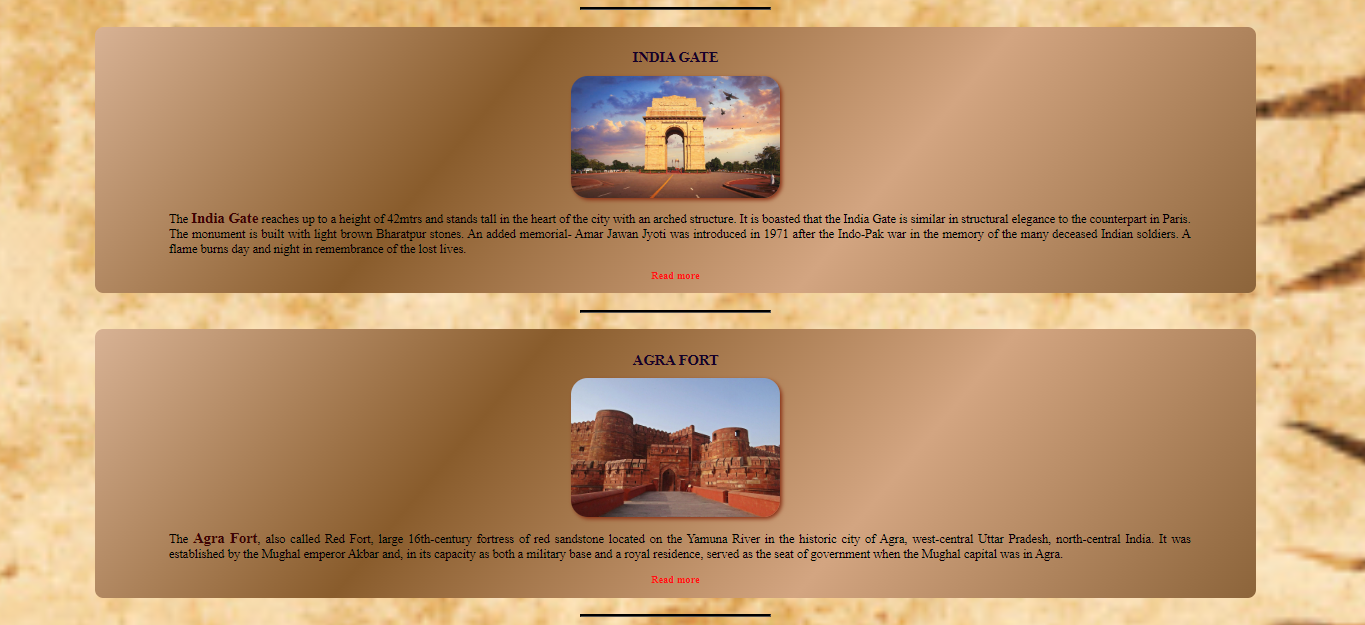 INDIA GATE
The India Gate reaches up to a height of 42mtrs and stands tall in the heart of the city with an arched structure. It is boasted that the India Gate is similar in structural elegance to the counterpart in Paris.
The monument is built with light brown Bharatpur stones. An added memorial- Amar Jawan Jyoti was introduced in 1971 after the Indo-Pak war in the memory of the many deceased Indian soldiers. A
flame burns day and night in remembrance of the lost lives.
Read more
AGRA FORT
The Agra Fort, also called Red Fort, large 16th-century fortress of red sandstone located on the Yamuna River in the historic city of Agra, west-central Uttar Pradesh, north-central India. It was
established by the Mughal emperor Akbar and, in its capacity as both a military base and a royal residence, served as the seat of government when the Mughal capital was in Agra.
Read more